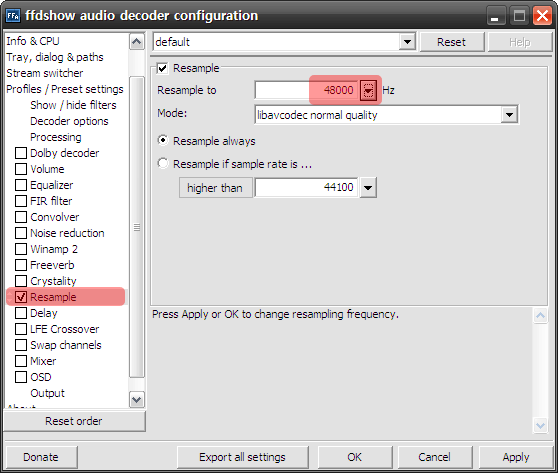 ffdshow audio decoder configuration
Info & CPU
Tray, dialog & paths
Stream switcher
Profiles / Preset settings
Show / hide filters
Decoder options
Processing
Dolby decoder
Volume
Equalizer
FIR filter
Convolver
Noise reduction
Winamp 2
Freeverb
Crystality
Resample
Delay
LFE Crossover
Swap channels
Mixer
OSD
Output
Reset order
default
Reset
Help
Resample
Resample to 48000 Hz
Mode: libavcodec normal quality
Resample always
Resample if sample rate is ...
higher than 44100
Press Apply or OK to change resampling frequency.
Donate
Export all settings
OK
Cancel
Apply